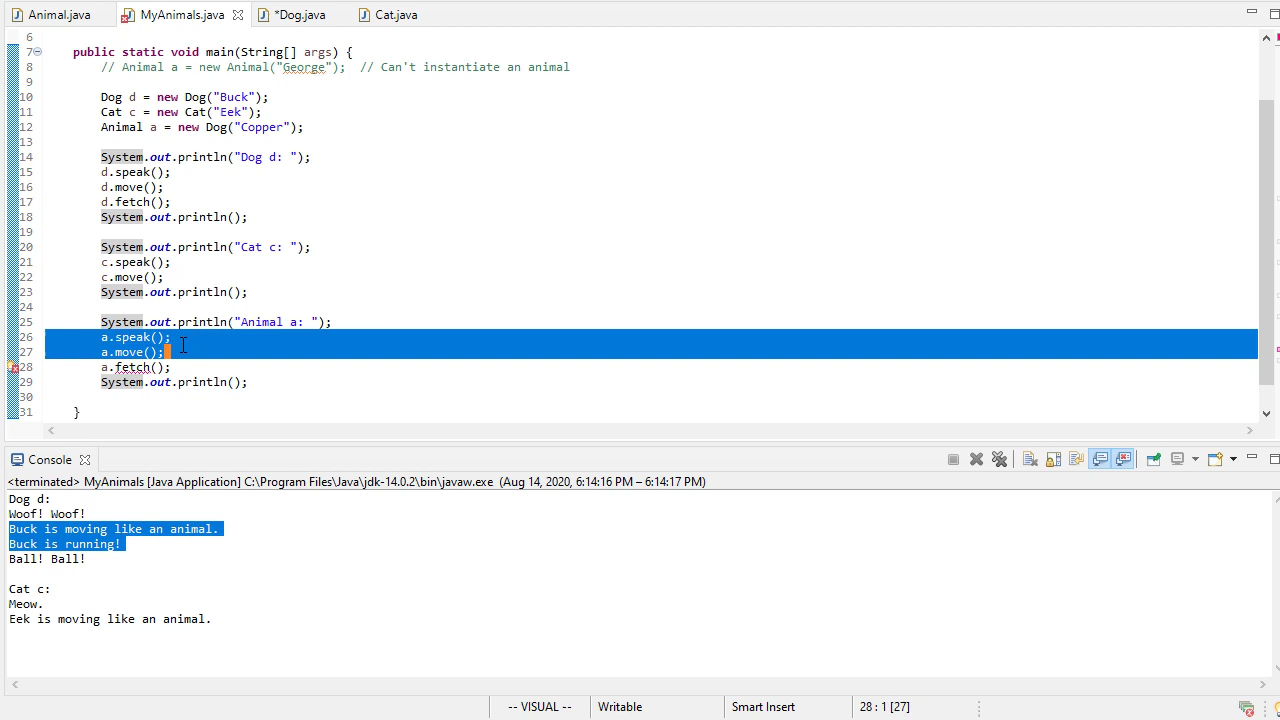 Animal.java MyAnimals.java *Dog.java Cat.java
6
7 public static void main(String[] args) {
8 // Animal a = new Animal("George"); // Can't instantiate an animal
9
10 Dog d = new Dog("Buck");
11 Cat c = new Cat("Eek");
12 Animal a = new Dog("Copper");
13
14 System.out.println("Dog d: ");
15 d.speak();
16 d.move();
17 d.fetch();
18 System.out.println();
19
20 System.out.println("Cat c: ");
21 c.speak();
22 c.move();
23 System.out.println();
24
25 System.out.println("Animal a: ");
26 a.speak();
27 a.move();
28 a.fetch();
29 System.out.println();
30
31 }
Console
<terminated> MyAnimals [Java Application] C:\Program Files\Java\jdk-14.0.2\bin\javaw.exe (Aug 14, 2020, 6:14:16 PM – 6:14:17 PM)
Dog d:
Woof! Woof!
Buck is moving like an animal.
Buck is running!
Ball! Ball!
Cat c:
Meow.
Eek is moving like an animal.
-- VISUAL -- Writable Smart Insert 28 : 1 [27]